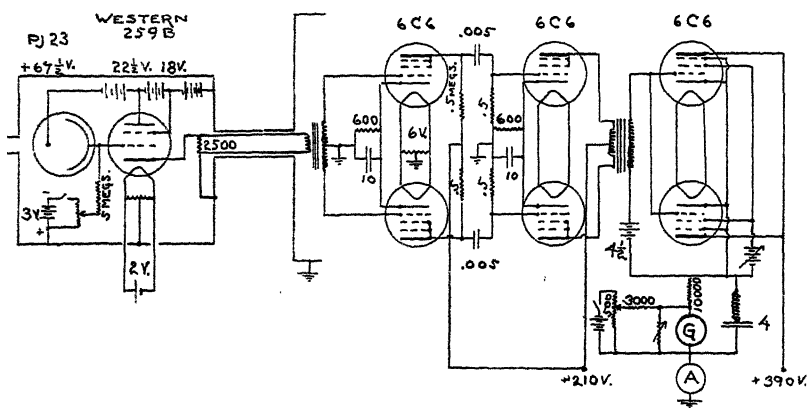 WESTERN
259B
PJ 23
+67½V. 22½V. 18V.
6C6
6C6
6C6
.005
.5 MEGS.
.5
600
600
6V.
2500
10
10
5 MEGS.
3V.
-
+
2V.
.5
.5
.005
4½
500
3000
10000
G
4
A
+210V.
+390V.